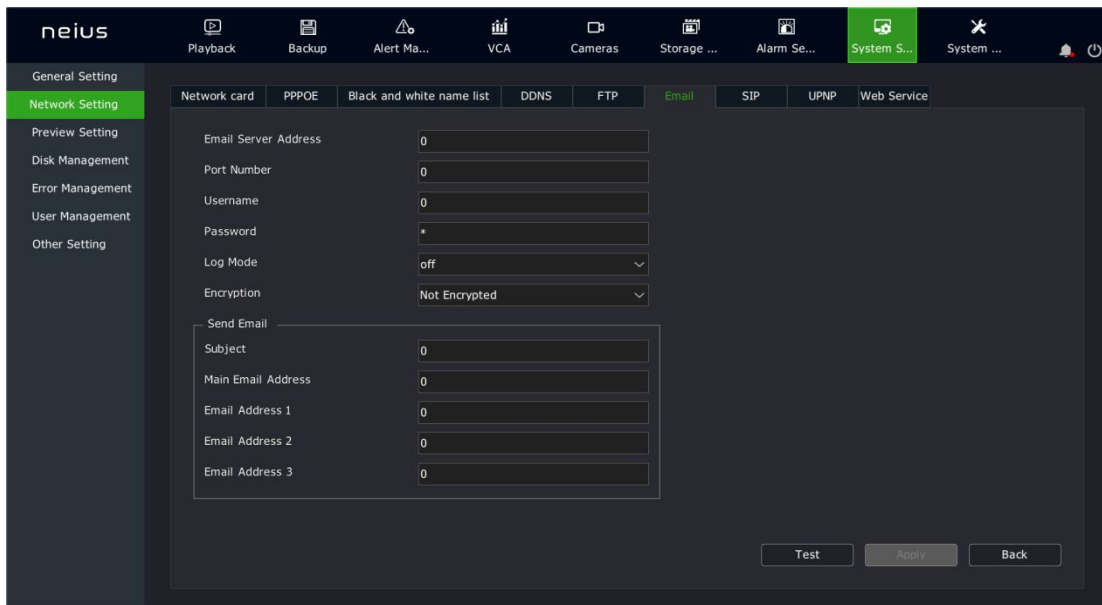 neius
Playback
Backup
Alert Ma...
VCA
Cameras
Storage ...
Alarm Se...
System S...
System ...
General Setting
Network Setting
Preview Setting
Disk Management
Error Management
User Management
Other Setting
Network card
PPPOE
Black and white name list
DDNS
FTP
Email
SIP
UPNP
Web Service
Email Server Address 0
Port Number 0
Username 0
Password *
Log Mode off
Encryption Not Encrypted
Send Email
Subject 0
Main Email Address 0
Email Address 1 0
Email Address 2 0
Email Address 3 0
Test
Apply
Back